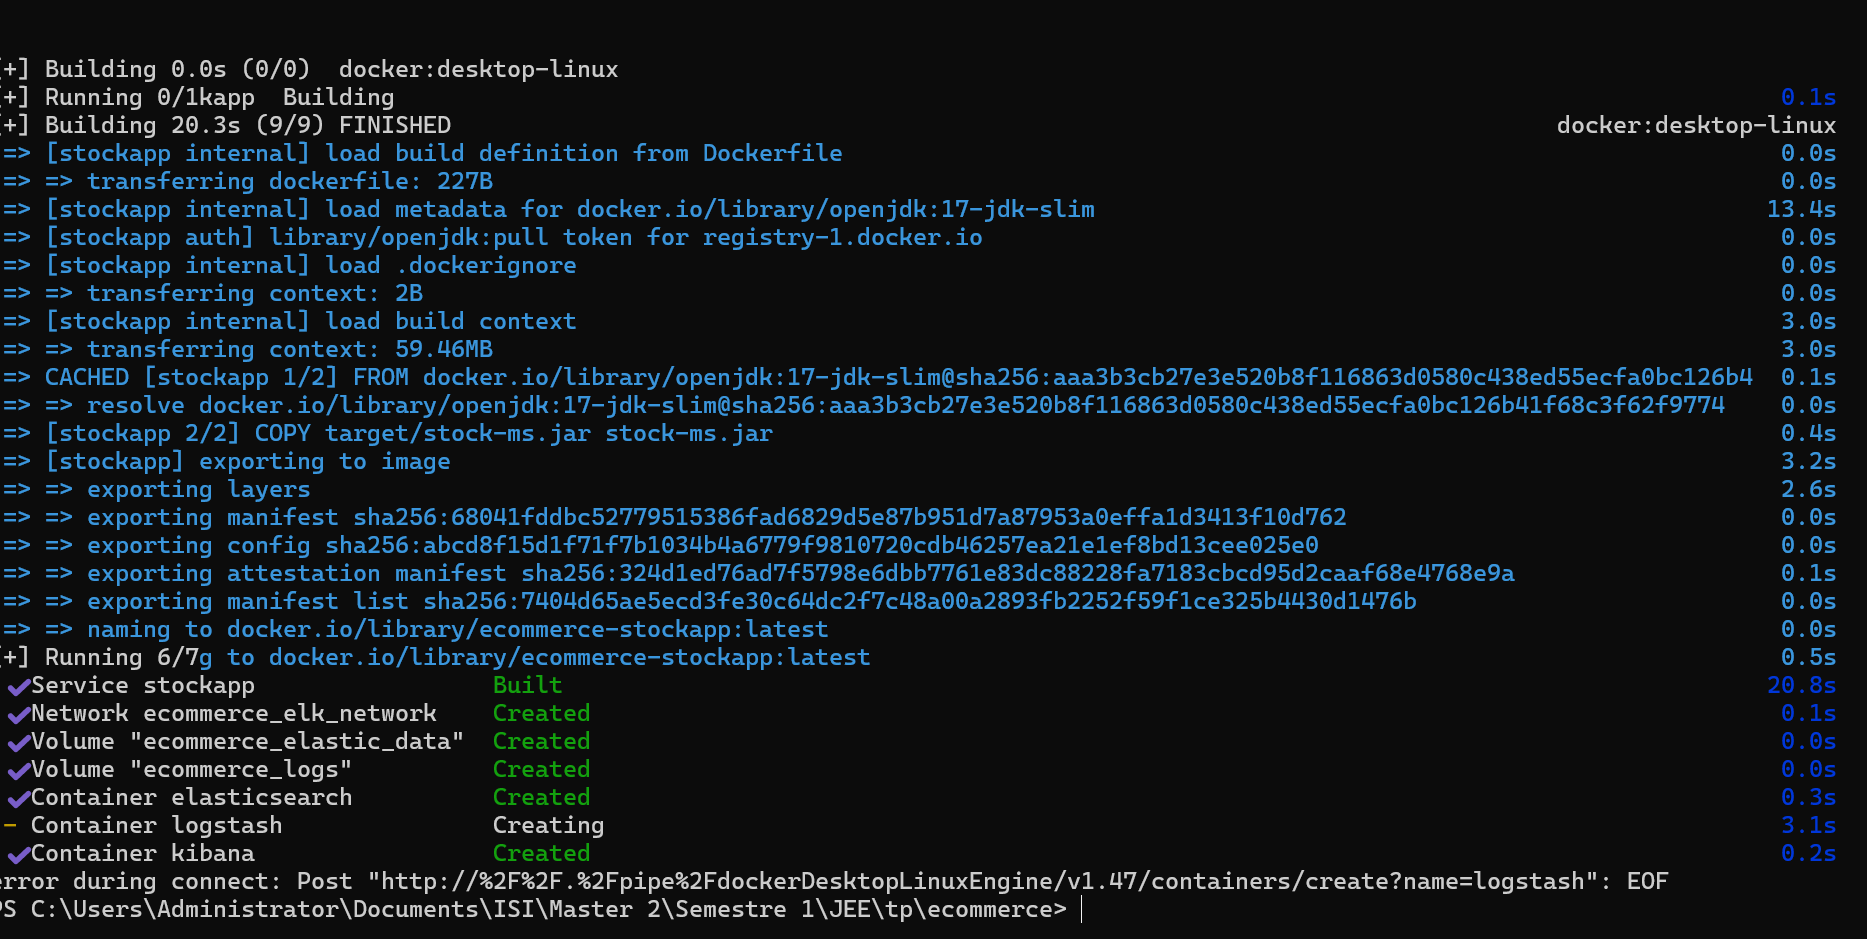 [+] Building 0.0s (0/0)  docker:desktop-linux
[+] Running 0/1kapp  Building 0.1s
[+] Building 20.3s (9/9) FINISHED docker:desktop-linux
=> [stockapp internal] load build definition from Dockerfile 0.0s
=> => transferring dockerfile: 227B 0.0s
=> [stockapp internal] load metadata for docker.io/library/openjdk:17-jdk-slim 13.4s
=> [stockapp auth] library/openjdk:pull token for registry-1.docker.io 0.0s
=> [stockapp internal] load .dockerignore 0.0s
=> => transferring context: 2B 0.0s
=> [stockapp internal] load build context 3.0s
=> => transferring context: 59.46MB 3.0s
=> CACHED [stockapp 1/2] FROM docker.io/library/openjdk:17-jdk-slim@sha256:aaa3b3cb27e3e520b8f116863d0580c438ed55ecfa0bc126b4 0.1s
=> => resolve docker.io/library/openjdk:17-jdk-slim@sha256:aaa3b3cb27e3e520b8f116863d0580c438ed55ecfa0bc126b41f68c3f62f9774 0.0s
=> [stockapp 2/2] COPY target/stock-ms.jar stock-ms.jar 0.4s
=> [stockapp] exporting to image 3.2s
=> => exporting layers 2.6s
=> => exporting manifest sha256:68041fddbc52779515386fad6829d5e87b951d7a87953a0effa1d3413f10d762 0.0s
=> => exporting config sha256:abcd8f15d1f71f7b1034b4a6779f9810720cdb46257ea21e1ef8bd13cee025e0 0.0s
=> => exporting attestation manifest sha256:324d1ed76ad7f5798e6dbb7761e83dc88228fa7183cbcd95d2caaf68e4768e9a 0.1s
=> => exporting manifest list sha256:7404d65ae5ecd3fe30c64dc2f7c48a00a2893fb2252f59f1ce325b4430d1476b 0.0s
=> => naming to docker.io/library/ecommerce-stockapp:latest 0.0s
[+] Running 6/7g to docker.io/library/ecommerce-stockapp:latest 0.5s
✔Service stockapp Built 20.8s
✔Network ecommerce_elk_network Created 0.1s
✔Volume "ecommerce_elastic_data" Created 0.0s
✔Volume "ecommerce_logs" Created 0.0s
✔Container elasticsearch Created 0.3s
- Container logstash Creating 3.1s
✔Container kibana Created 0.2s
error during connect: Post "http://%2F%2F.%2Fpipe%2FdockerDesktopLinuxEngine/v1.47/containers/create?name=logstash": EOF
PS C:\Users\Administrator\Documents\ISI\Master 2\Semestre 1\JEE\tp\ecommerce>